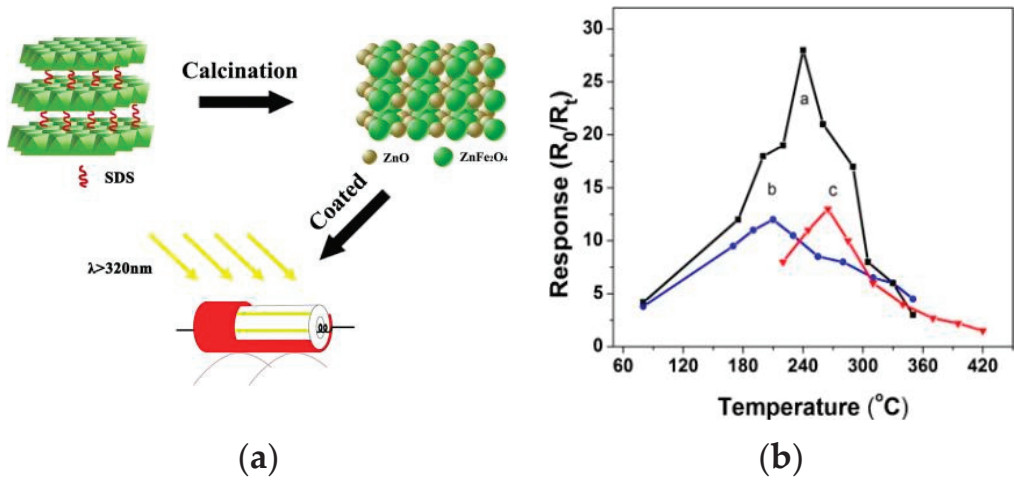 Calcination
SDS
ZnO
ZnFe₂O₄
Coated
λ>320nm
(a)
Response (R₀/Rₜ)
30
25
20
15
10
5
0
a
b
c
60
120
180
240
300
360
420
Temperature (°C)
(b)